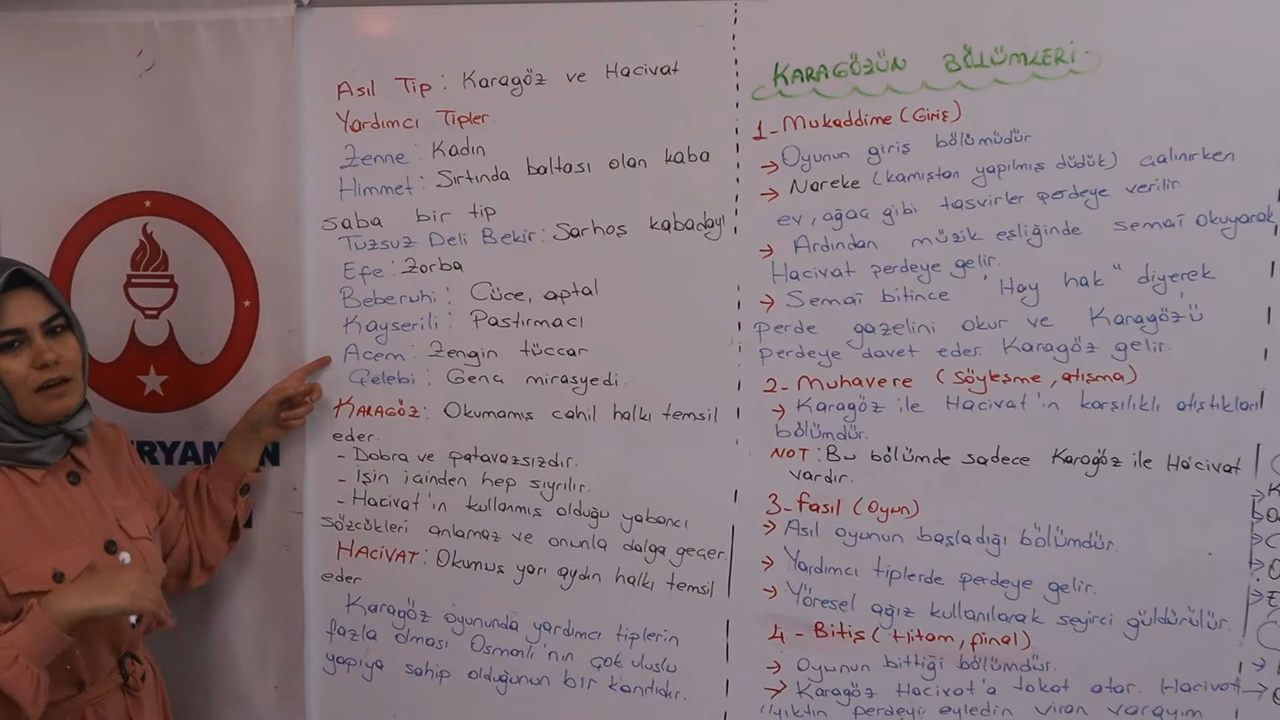 Asıl Tip: Karagöz ve Hacivat
Yardımcı Tipler
Zenne: Kadın
Himmet: Sırtında baltası olan kaba
saba bir tip
Tuzsuz Deli Bekir: Sarhoş kabadayı
Efe: Zorba
Beberuhi: Cüce, aptal
Kayserili: Pastırmacı
Acem: Zengin tüccar
Çelebi: Genç mirasyedi.
KARAGÖZ: Okumamış cahil halkı temsil
eder.
- Dobra ve patavazsızdır.
- İşin içinden hep sıyrılır.
- Hacivat'ın kullanmış olduğu yabancı
sözcükleri anlamaz ve onunla dalga geçer.
HACİVAT: Okumuş yarı aydın halkı temsil
eder
Karagöz oyununda yardımcı tiplerin
fazla olması Osmanlı'nın çok uluslu
yapıya sahip olduğunun bir kanıtıdır.
KARAGÖZÜN BÖLÜMLERİ
1- Mukaddime (Giriş)
→ Oyunun giriş bölümüdür
→ Nareke (kamıştan yapılmış düdük) çalınırken
ev, ağaç gibi tasvirler perdeye verilir.
→ Ardından müzik eşliğinde semaî okuyarak
Hacivat perdeye gelir.
→ Semaî bitince "Hay hak" diyerek
perde gazelini okur ve Karagöz'ü
perdeye davet eder. Karagöz gelir.
2- Muhavere (Söyleşme, atışma)
→ Karagöz ile Hacivat'ın karşılıklı atıştıkları
bölümdür.
NOT: Bu bölümde sadece Karagöz ile Hacivat
vardır.
3- Fasıl (Oyun)
→ Asıl oyunun başladığı bölümdür.
→ Yardımcı tiplerde perdeye gelir.
→ Yöresel ağız kullanılarak seyirci güldürülür.
4- Bitiş (Hitam, final)
→ Oyunun bittiği bölümdür.
→ Karagöz Hacivat'a tokat atar. Hacivat
"Yıktın perdeyi eyledin viran varayım